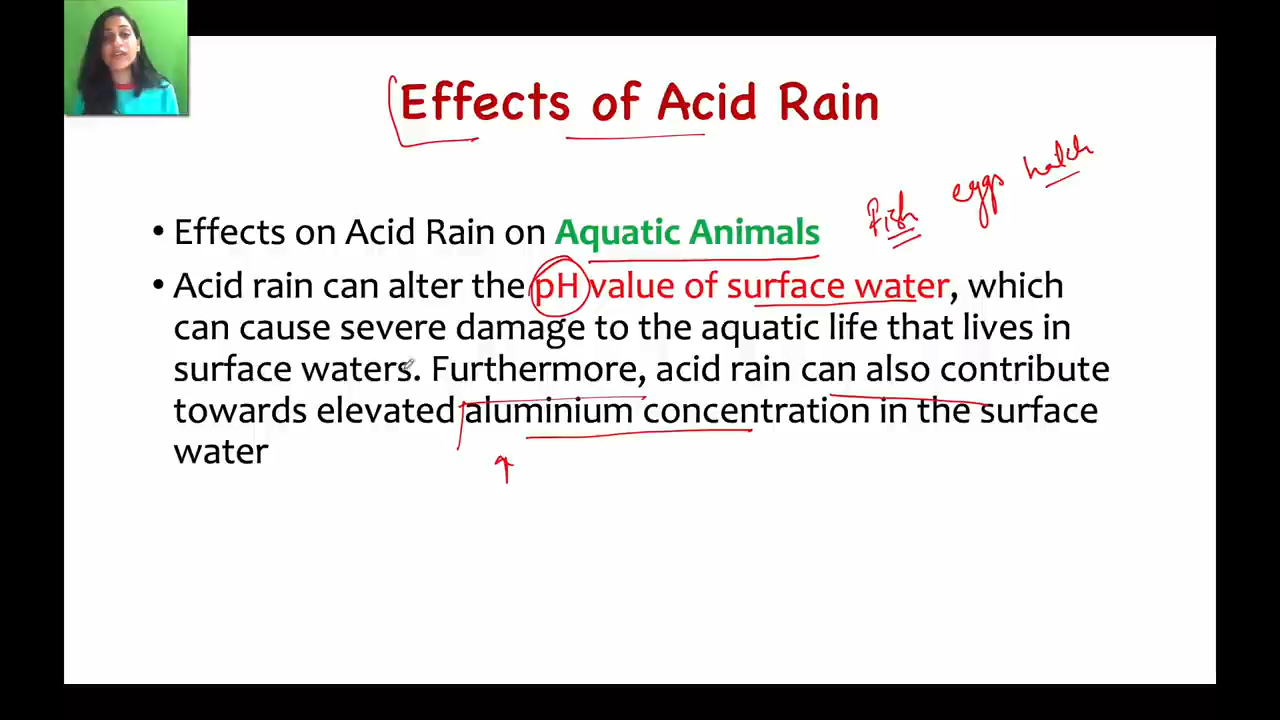 Effects of Acid Rain
Fish eggs hatch
• Effects on Acid Rain on Aquatic Animals
• Acid rain can alter the pH value of surface water, which
can cause severe damage to the aquatic life that lives in
surface waters. Furthermore, acid rain can also contribute
towards elevated aluminium concentration in the surface
water